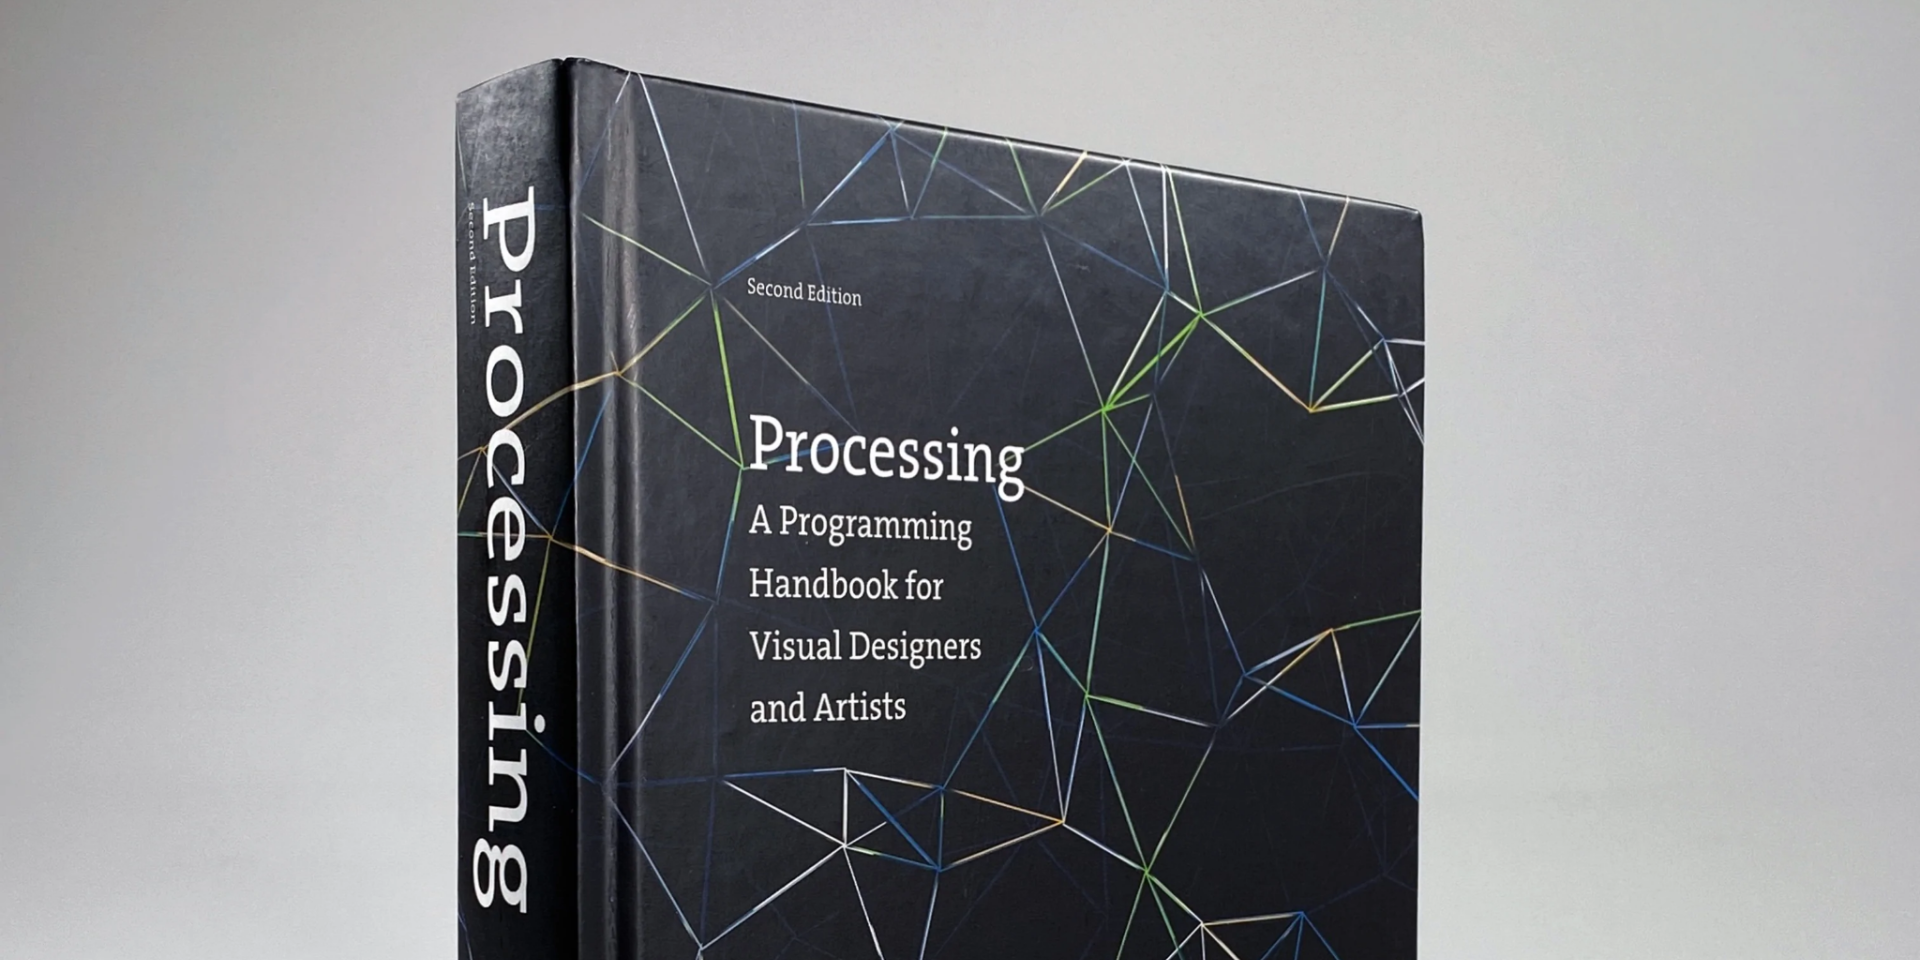 Processing
Second Edition
Second Edition
Processing
A Programming
Handbook for
Visual Designers
and Artists